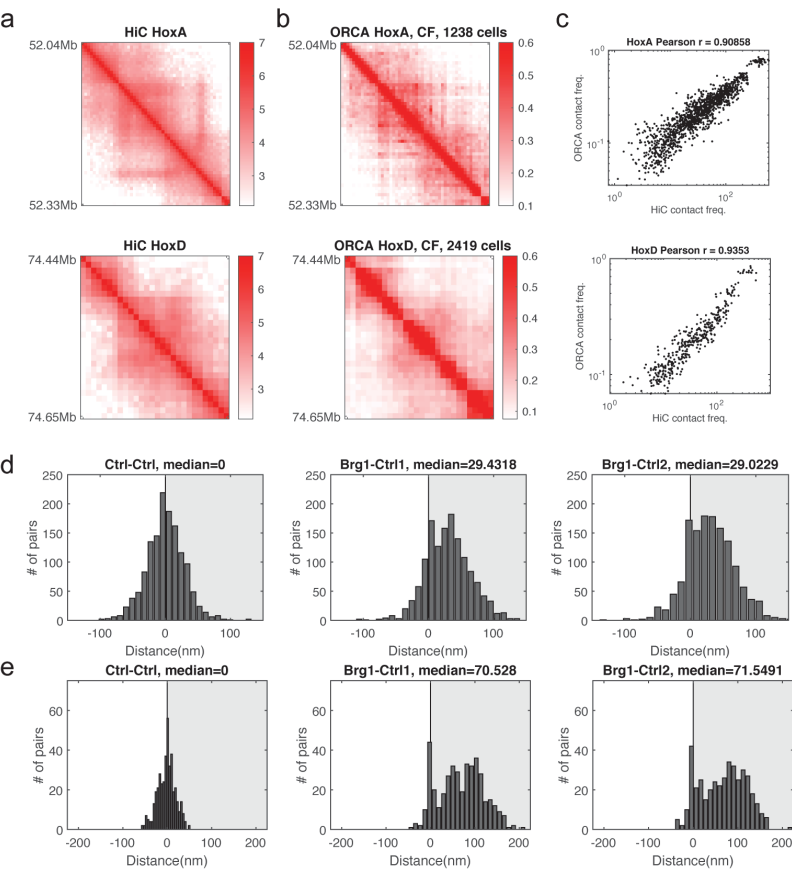 a
HiC HoxA
52.04Mb
52.33Mb
7
6
5
4
3
b
ORCA HoxA, CF, 1238 cells
52.04Mb
52.33Mb
0.6
0.5
0.4
0.3
0.2
0.1
c
HoxA Pearson r = 0.90858
10^0
10^-1
ORCA contact freq.
10^0
10^2
HiC contact freq.
HiC HoxD
74.44Mb
74.65Mb
7
6
5
4
3
ORCA HoxD, CF, 2419 cells
74.44Mb
74.65Mb
0.6
0.5
0.4
0.3
0.2
0.1
HoxD Pearson r = 0.9353
10^0
10^-1
ORCA contact freq.
10^0
10^2
HiC contact freq.
d
Ctrl-Ctrl, median=0
250
200
150
100
50
0
# of pairs
-100 0 100
Distance(nm)
Brg1-Ctrl1, median=29.4318
250
200
150
100
50
0
# of pairs
-100 0 100
Distance(nm)
Brg1-Ctrl2, median=29.0229
250
200
150
100
50
0
# of pairs
-100 0 100
Distance(nm)
e
Ctrl-Ctrl, median=0
60
40
20
0
# of pairs
-200 -100 0 100 200
Distance(nm)
Brg1-Ctrl1, median=70.528
60
40
20
0
# of pairs
-200 -100 0 100 200
Distance(nm)
Brg1-Ctrl2, median=71.5491
60
40
20
0
# of pairs
-200 -100 0 100 200
Distance(nm)